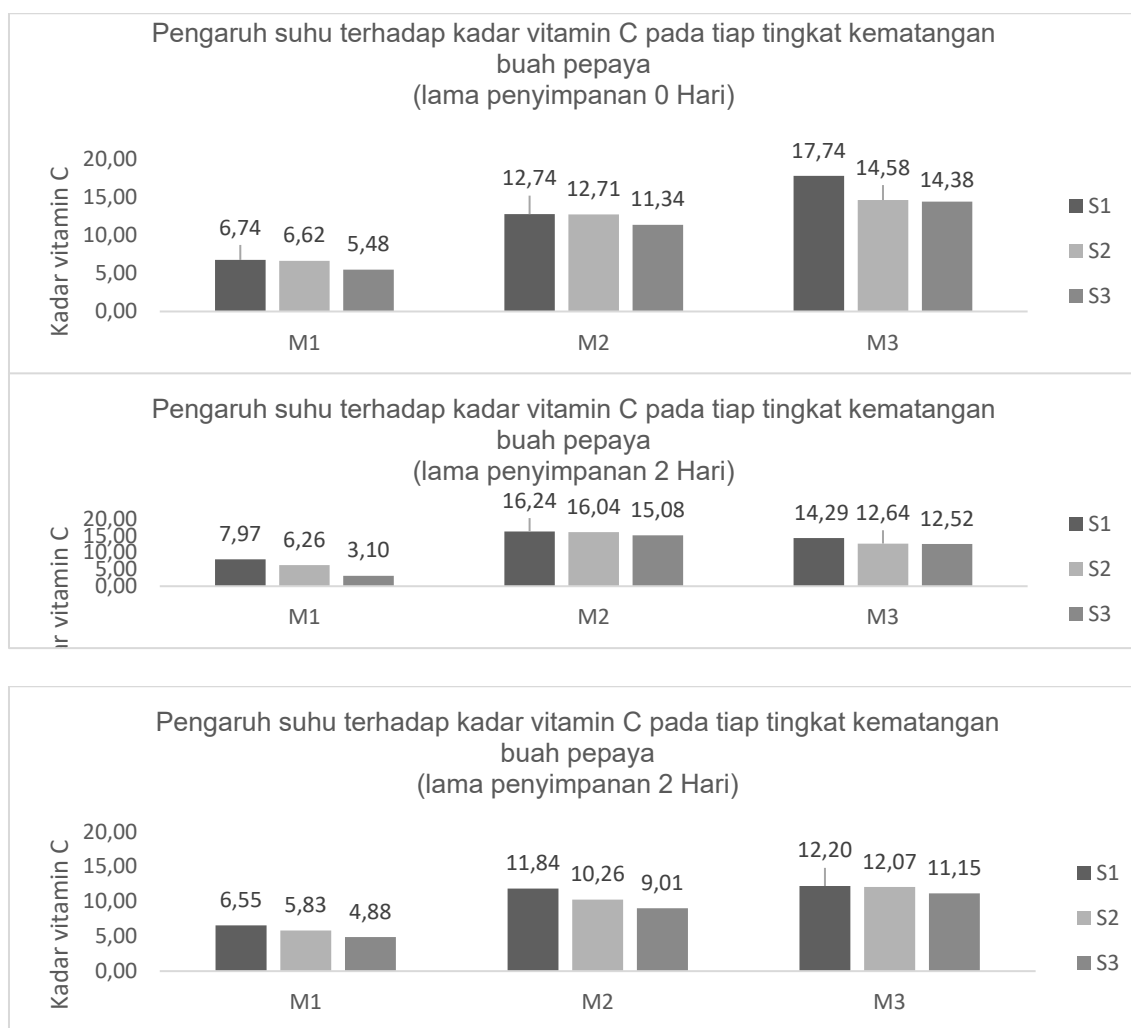 Pengaruh suhu terhadap kadar vitamin C pada tiap tingkat kematangan
buah pepaya
(lama penyimpanan 0 Hari)
Kadar vitamin C
20,00
15,00
10,00
5,00
0,00
6,74 6,62 5,48
12,74 12,71 11,34
17,74 14,58 14,38
M1 M2 M3
S1
S2
S3
Pengaruh suhu terhadap kadar vitamin C pada tiap tingkat kematangan
buah pepaya
(lama penyimpanan 2 Hari)
ar vitamin C
20,00
15,00
10,00
5,00
0,00
7,97 6,26 3,10
16,24 16,04 15,08
14,29 12,64 12,52
M1 M2 M3
S1
S2
S3
Pengaruh suhu terhadap kadar vitamin C pada tiap tingkat kematangan
buah pepaya
(lama penyimpanan 2 Hari)
Kadar vitamin C
20,00
15,00
10,00
5,00
0,00
6,55 5,83 4,88
11,84 10,26 9,01
12,20 12,07 11,15
M1 M2 M3
S1
S2
S3